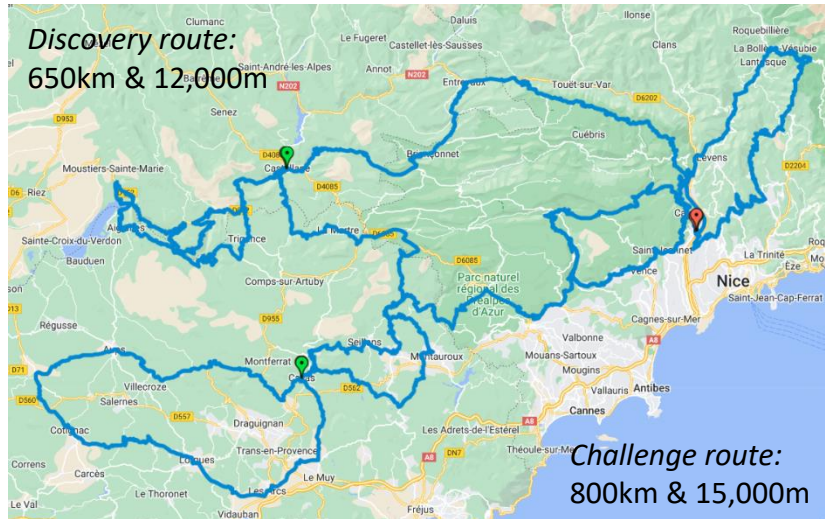 Clumanc
Daluis
Ilonse
Roquebillière
Discovery route:
Le Fugeret
Castellet-lès-Sausses
Clans
La Bollène-Vésubie
Saint-André-les-Alpes
Annot
Lantosque
650km & 12,000m
N202
Entrevaux
Touët-sur-Var
D6202
Senez
D953
Cuébris
Levens
D2204
Moustiers-Sainte-Marie
D4085
Castellane
Briançonnet
D6
Riez
D952
D4085
Aiguines
La Martre
D6085
Sainte-Croix-du-Verdon
Trigance
Saint-Jeannet
La Trinité
Bauduen
D6085
Vence
Èze
Comps-sur-Artuby
Parc naturel
régional des
Préalpes
d'Azur
Nice
Saint-Jean-Cap-Ferrat
D13
D955
Cagnes-sur-Mer
Régusse
Seillans
Valbonne
A8
D71
Aups
Montferrat
Callas
Montauroux
Mouans-Sartoux
Mougins
Villecroze
D562
Vallauris
Antibes
D560
Salernes
D557
Cannes
Draguignan
Cotignac
Trans-en-Provence
Les Adrets-de-l'Estérel
A8
Théoule-sur-Mer
Challenge route:
Correns
Lorgues
A8
DN7
Carcès
Le Muy
800km & 15,000m
Le Thoronet
Les Arcs
Le Val
Vidauban
Fréjus